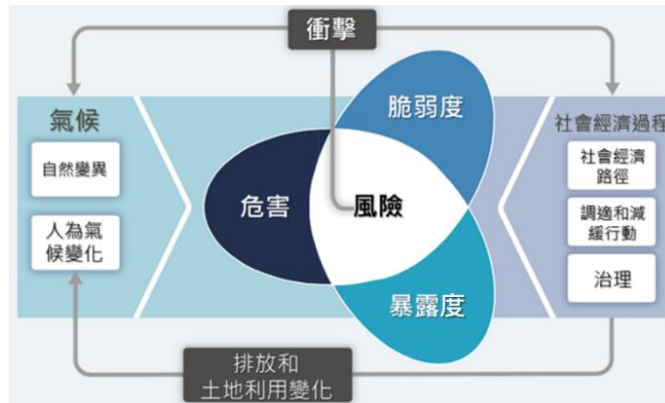 衝擊
氣候
自然變異
人為氣
候變化
危害
脆弱度
風險
暴露度
社會經濟過程
社會經濟
路徑
調適和減
緩行動
治理
排放和
土地利用變化